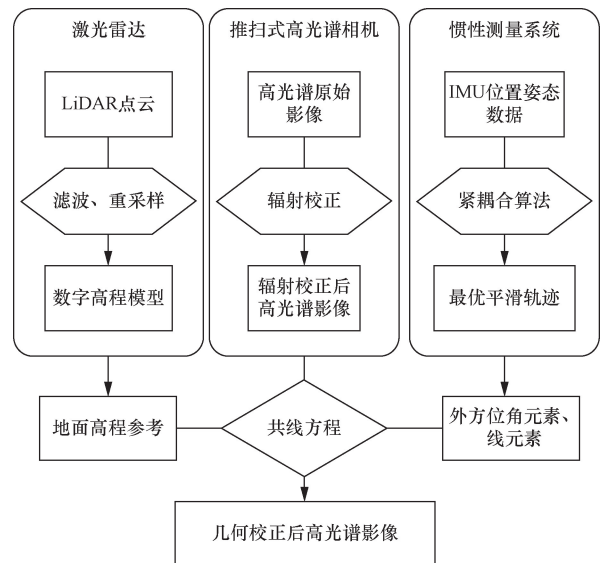 激光雷达
推扫式高光谱相机
惯性测量系统
LiDAR点云
高光谱原始
影像
IMU位置姿态
数据
滤波、重采样
辐射校正
紧耦合算法
数字高程模型
辐射校正后
高光谱影像
最优平滑轨迹
地面高程参考
共线方程
外方位角元素、
线元素
几何校正后高光谱影像